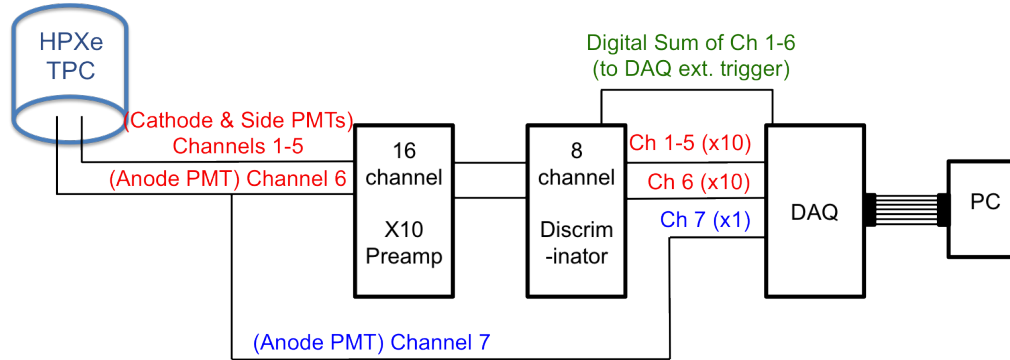 HPXe
TPC
Digital Sum of Ch 1-6
(to DAQ ext. trigger)
(Cathode & Side PMTs)
Channels 1-5
(Anode PMT) Channel 6
16
channel
X10
Preamp
8
channel
Discrim
-inator
Ch 1-5 (x10)
Ch 6 (x10)
Ch 7 (x1)
DAQ
PC
(Anode PMT) Channel 7